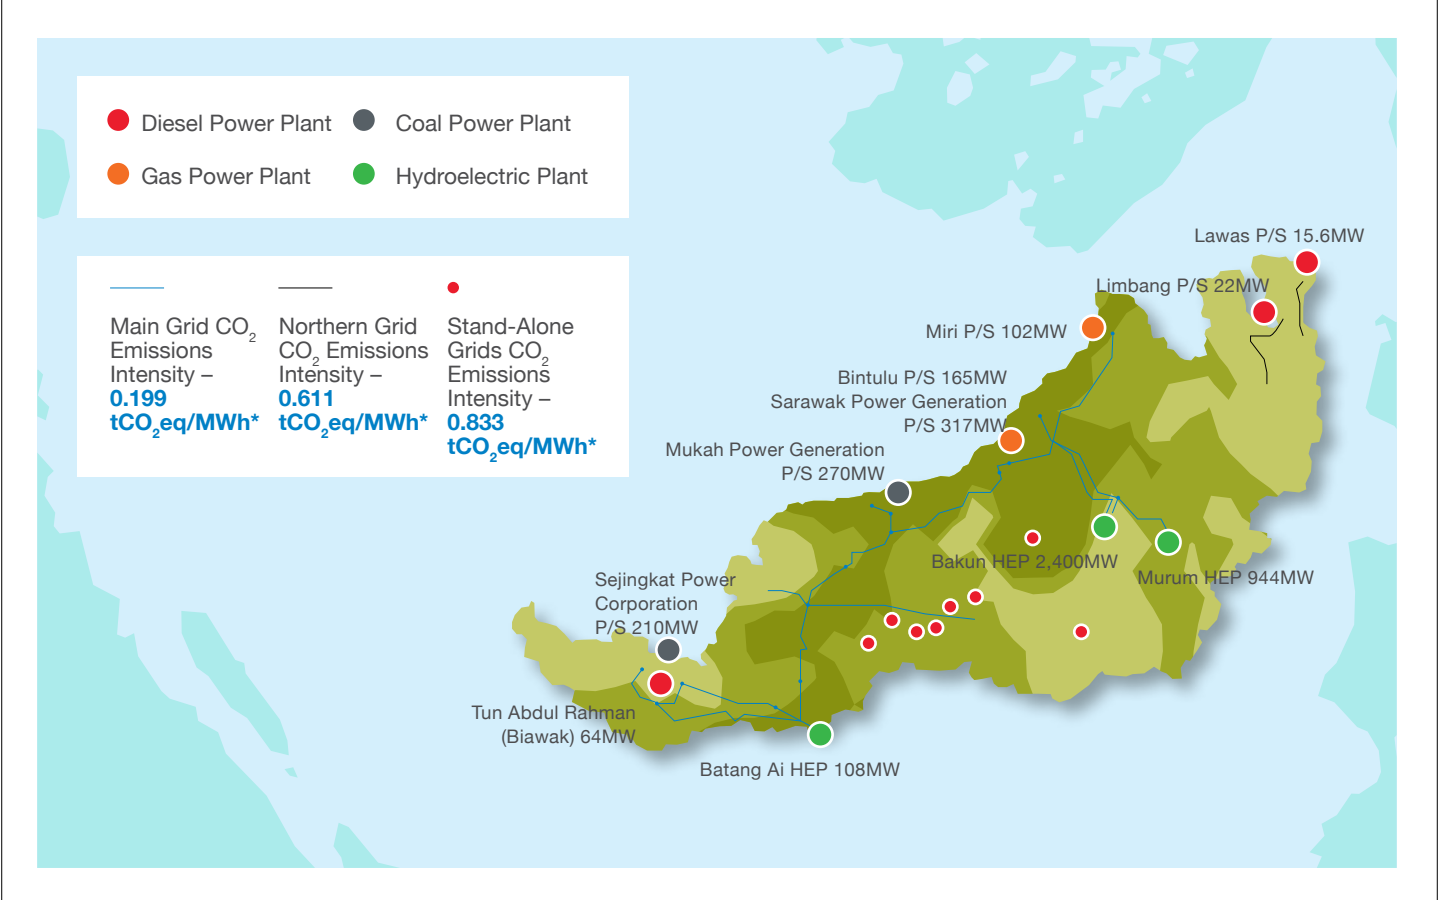 Diesel Power Plant
Coal Power Plant
Gas Power Plant
Hydroelectric Plant
Main Grid CO₂
Emissions
Intensity –
0.199
tCO₂eq/MWh*
Northern Grid
CO₂ Emissions
Intensity –
0.611
tCO₂eq/MWh*
Stand-Alone
Grids CO₂
Emissions
Intensity –
0.833
tCO₂eq/MWh*
Lawas P/S 15.6MW
Limbang P/S 22MW
Miri P/S 102MW
Bintulu P/S 165MW
Sarawak Power Generation
P/S 317MW
Mukah Power Generation
P/S 270MW
Bakun HEP 2,400MW
Murum HEP 944MW
Sejingkat Power
Corporation
P/S 210MW
Tun Abdul Rahman
(Biawak) 64MW
Batang Ai HEP 108MW